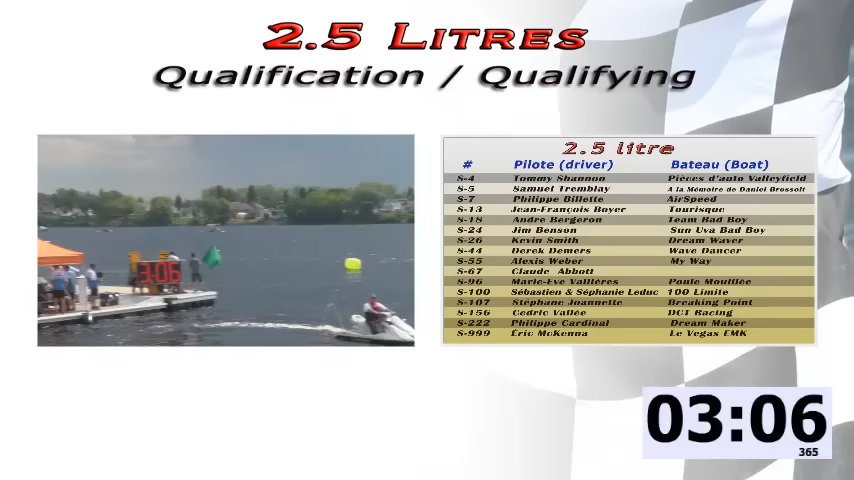 2.5 LITRES
Qualification / Qualifying
3:06
2.5 litre
# Pilote (driver) Bateau (Boat)
S-4 Tommy Shannon Pièces d'auto Valleyfield
S-5 Samuel Tremblay A la Mémoire de Daniel Brossoit
S-7 Philippe Billette AirSpeed
S-13 Jean-François Boyer Tourisque
S-18 Andre Bergeron Team Bad Boy
S-24 Jim Benson Sun Uva Bad Boy
S-26 Kevin Smith Dream Waver
S-44 Derek Demers Wave Dancer
S-55 Alexis Weber My Way
S-67 Claude Abbott
S-96 Marie-Eve Vallières Poule Mouillée
S-100 Sébastien & Séphanie Leduc 100 Limite
S-107 Stéphane Joannette Breaking Point
S-156 Cedric Vallée DCT Racing
S-222 Philippe Cardinal Dream Maker
S-999 Éric McKenna Le Vegas EMK
03:06
365